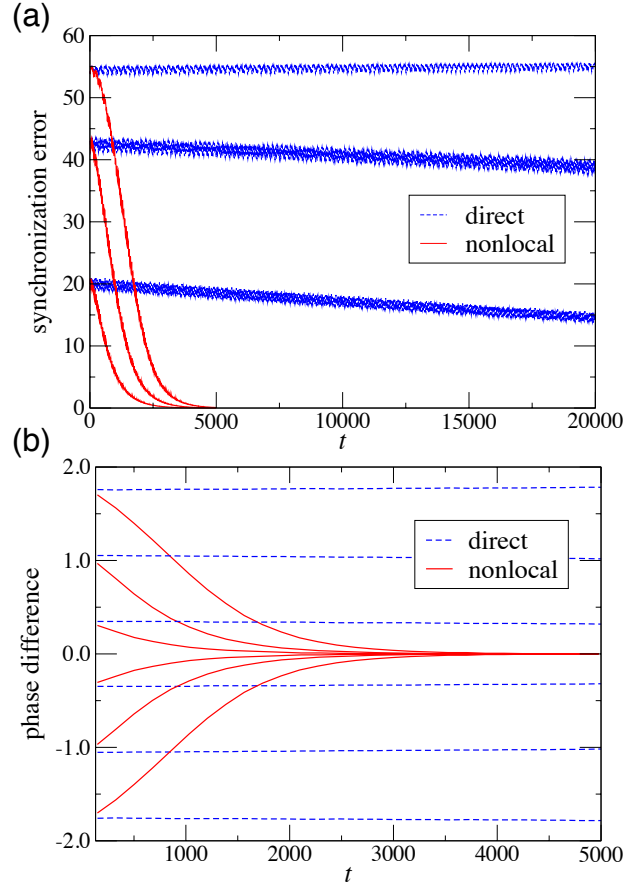 (a)
60
50
40
30
20
10
0
synchronization error
direct
nonlocal
0
5000
10000
15000
20000
t
(b)
2.0
1.0
0.0
-1.0
-2.0
phase difference
direct
nonlocal
1000
2000
3000
4000
5000
t